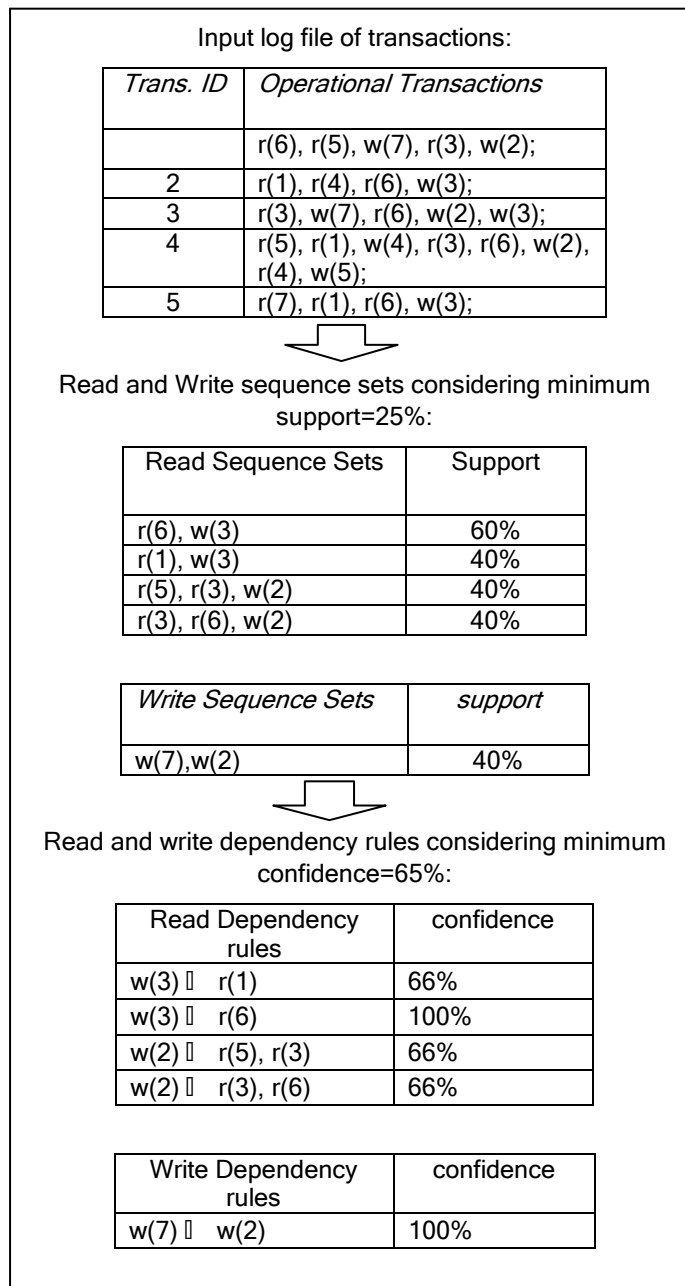 Input log file of transactions:
Trans. ID Operational Transactions
r(6), r(5), w(7), r(3), w(2);
2 r(1), r(4), r(6), w(3);
3 r(3), w(7), r(6), w(2), w(3);
4 r(5), r(1), w(4), r(3), r(6), w(2),
r(4), w(5);
5 r(7), r(1), r(6), w(3);
Read and Write sequence sets considering minimum
support=25%:
Read Sequence Sets Support
r(6), w(3) 60%
r(1), w(3) 40%
r(5), r(3), w(2) 40%
r(3), r(6), w(2) 40%
Write Sequence Sets support
w(7),w(2) 40%
Read and write dependency rules considering minimum
confidence=65%:
Read Dependency confidence
rules
w(3) ▯ r(1) 66%
w(3) ▯ r(6) 100%
w(2) ▯ r(5), r(3) 66%
w(2) ▯ r(3), r(6) 66%
Write Dependency confidence
rules
w(7) ▯ w(2) 100%